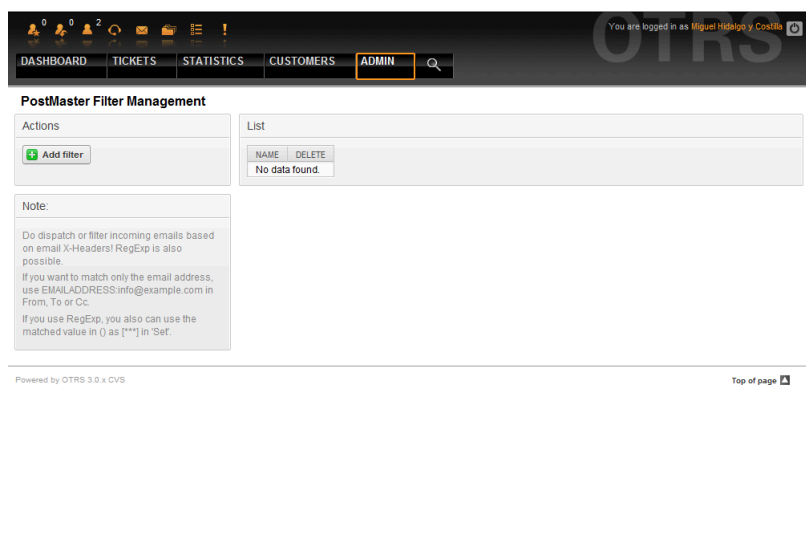 OTRS
0 0 2
You are logged in as Miguel Hidalgo y Costilla
DASHBOARD TICKETS STATISTICS CUSTOMERS ADMIN
PostMaster Filter Management
Actions
Add filter
List
NAME DELETE
No data found.
Note:
Do dispatch or filter incoming emails based
on email X-Headers! RegExp is also
possible.
If you want to match only the email address,
use EMAILADDRESS:info@example.com in
From, To or Cc.
If you use RegExp, you also can use the
matched value in () as [***] in 'Set'.
Powered by OTRS 3.0.x CVS
Top of page